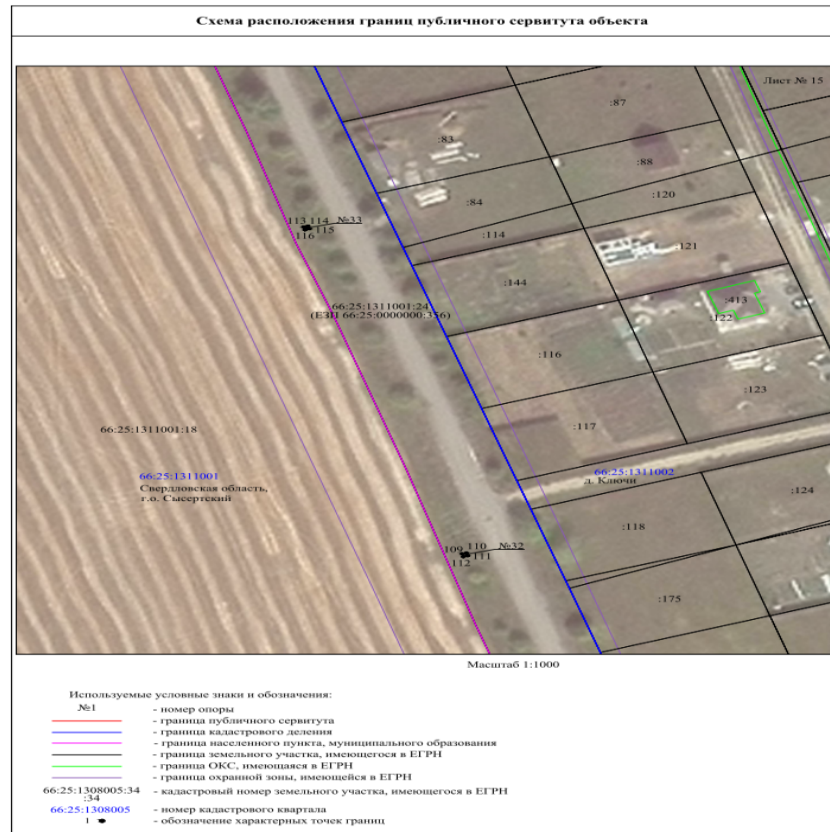 Схема расположения границ публичного сервитута объекта
Лист № 15
:87
:83
:88
:120
:84
113 114 №33
115
116
:114
:121
:144
66:25:1311001:24
(ЕЗП 66:25:0000000:356)
:413
:122
:116
:123
:117
66:25:1311001:18
66:25:1311001
Свердловская область,
г.о. Сысертский
66:25:1311002
д. Ключи
:124
:118
109 110 №32
111
112
:175
Масштаб 1:1000
Используемые условные знаки и обозначения:
№1 - номер опоры
- граница публичного сервитута
- граница кадастрового деления
- граница населенного пункта, муниципального образования
- граница земельного участка, имеющегося в ЕГРН
- граница ОКС, имеющаяся в ЕГРН
- граница охранной зоны, имеющейся в ЕГРН
66:25:1308005:34 - кадастровый номер земельного участка, имеющегося в ЕГРН
:34
66:25:1308005 - номер кадастрового квартала
1 - обозначение характерных точек границ